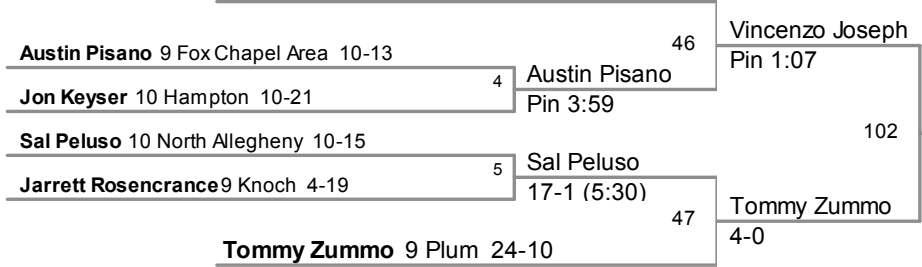 46
Vincenzo Joseph
Pin 1:07
Austin Pisano 9 Fox Chapel Area 10-13
4
Austin Pisano
Pin 3:59
Jon Keyser 10 Hampton 10-21
Sal Peluso 10 North Allegheny 10-15
102
5
Sal Peluso
17-1 (5:30)
Jarrett Rosencrance 9 Knoch 4-19
47
Tommy Zummo
4-0
Tommy Zummo 9 Plum 24-10